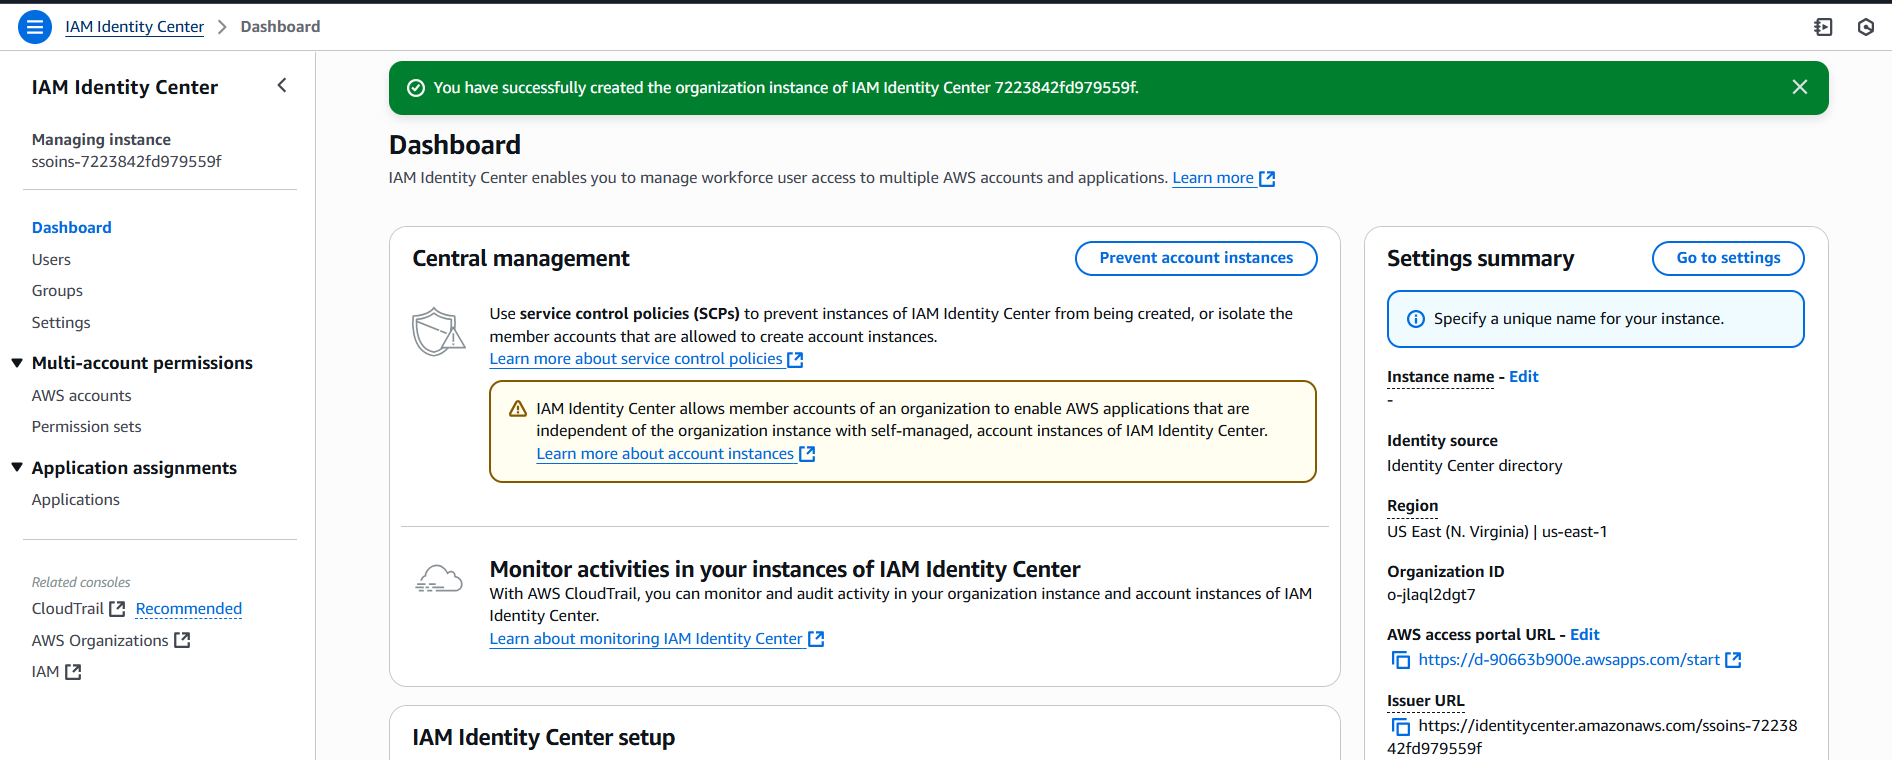 IAM Identity Center > Dashboard
IAM Identity Center
Managing instance
ssoins-7223842fd979559f
Dashboard
Users
Groups
Settings
Multi-account permissions
AWS accounts
Permission sets
Application assignments
Applications
Related consoles
CloudTrail Recommended
AWS Organizations
IAM
You have successfully created the organization instance of IAM Identity Center 7223842fd979559f.
Dashboard
IAM Identity Center enables you to manage workforce user access to multiple AWS accounts and applications. Learn more
Central management
Prevent account instances
Use service control policies (SCPs) to prevent instances of IAM Identity Center from being created, or isolate the
member accounts that are allowed to create account instances.
Learn more about service control policies
IAM Identity Center allows member accounts of an organization to enable AWS applications that are
independent of the organization instance with self-managed, account instances of IAM Identity Center.
Learn more about account instances
Monitor activities in your instances of IAM Identity Center
With AWS CloudTrail, you can monitor and audit activity in your organization instance and account instances of IAM
Identity Center.
Learn about monitoring IAM Identity Center
IAM Identity Center setup
Settings summary
Go to settings
Specify a unique name for your instance.
Instance name - Edit
-
Identity source
Identity Center directory
Region
US East (N. Virginia) | us-east-1
Organization ID
o-jlaql2dgt7
AWS access portal URL - Edit
https://d-90663b900e.awsapps.com/start
Issuer URL
https://identitycenter.amazonaws.com/ssoins-72238
42fd979559f